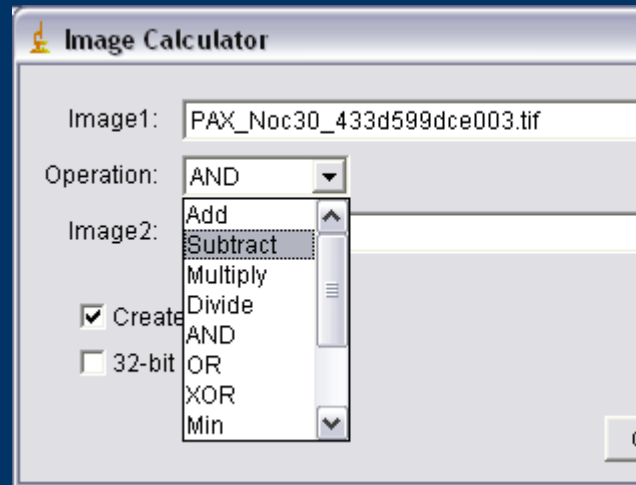 Image Calculator
Image1: PAX_Noc30_433d599dce003.tif
Operation: AND
Add
Image2: Subtract
Multiply
Create Divide
AND
32-bit OR
XOR
Min